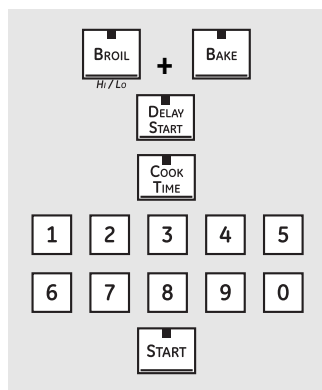 BROIL + BAKE
HI / LO
DELAY
START
COOK
TIME
1 2 3 4 5
6 7 8 9 0
START